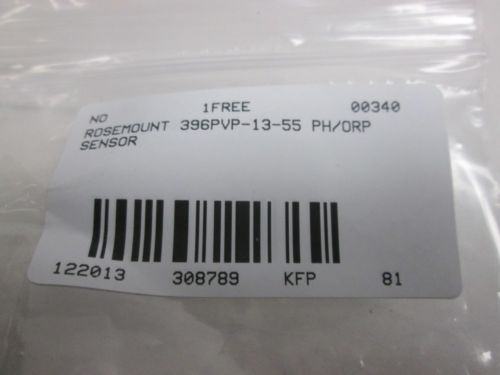 NO 1FREE 00340
ROSEMOUNT 396PVP-13-55 PH/ORP
SENSOR
122013 308789 KFP 81